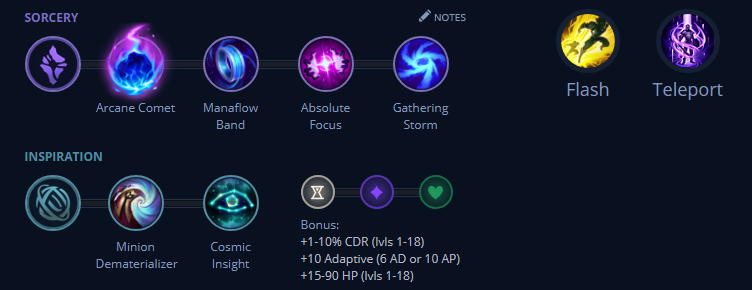 SORCERY
NOTES
Arcane Comet
Manaflow
Band
Absolute
Focus
Gathering
Storm
Flash
Teleport
INSPIRATION
Minion
Dematerializer
Cosmic
Insight
Bonus:
+1-10% CDR (lvls 1-18)
+10 Adaptive (6 AD or 10 AP)
+15-90 HP (lvls 1-18)